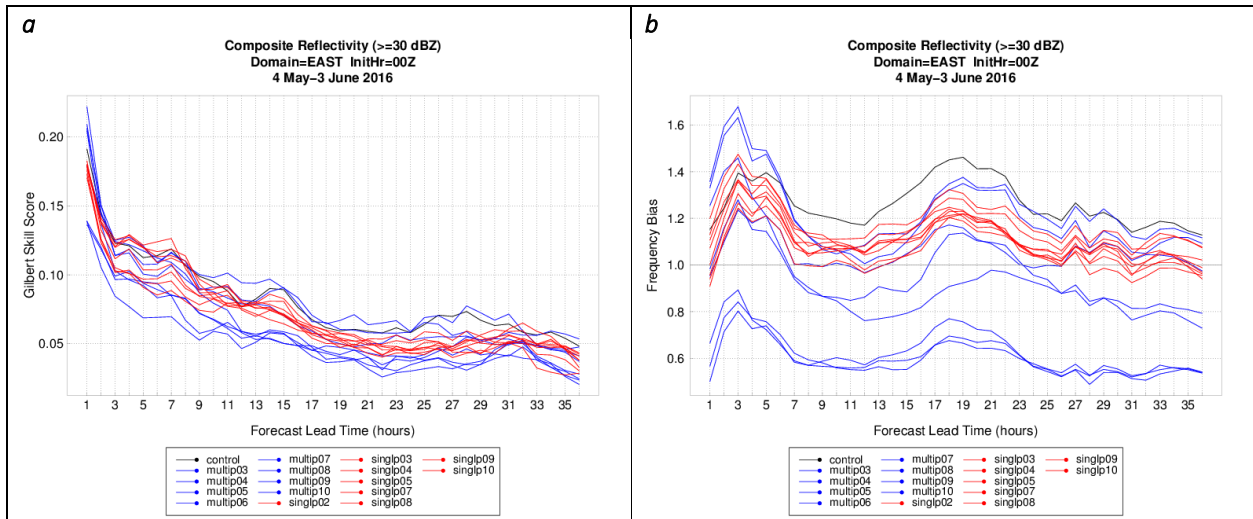 a
Composite Reflectivity (>=30 dBZ)
Domain=EAST InitHr=00Z
4 May−3 June 2016
Gilbert Skill Score
0.20
0.15
0.10
0.05
1 3 5 7 9 11 13 15 17 19 21 23 25 27 29 31 33 35
Forecast Lead Time (hours)
control multip07 singlp03 singlp09
multip03 multip08 singlp04 singlp10
multip04 multip09 singlp05
multip05 multip10 singlp07
multip06 singlp02 singlp08
b
Composite Reflectivity (>=30 dBZ)
Domain=EAST InitHr=00Z
4 May−3 June 2016
Frequency Bias
1.6
1.4
1.2
1.0
0.8
0.6
1 3 5 7 9 11 13 15 17 19 21 23 25 27 29 31 33 35
Forecast Lead Time (hours)
control multip07 singlp03 singlp09
multip03 multip08 singlp04 singlp10
multip04 multip09 singlp05
multip05 multip10 singlp07
multip06 singlp02 singlp08